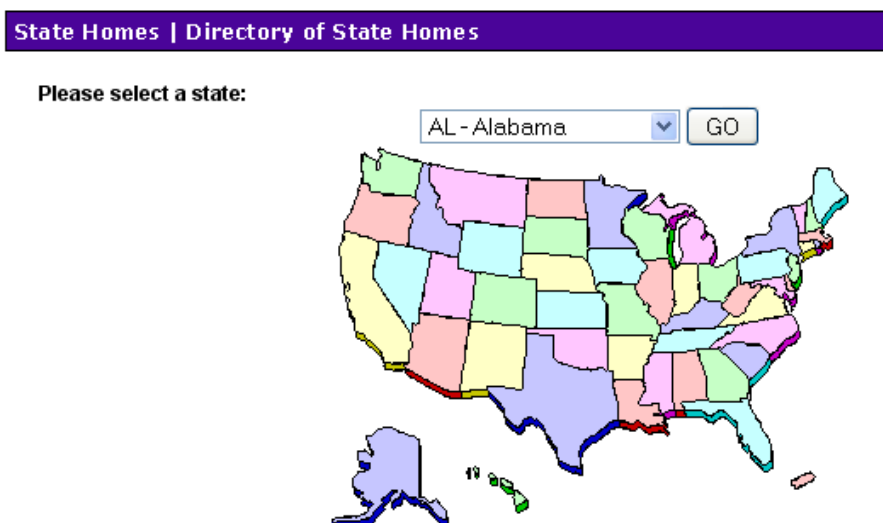 State Homes | Directory of State Homes
Please select a state:
AL - Alabama
GO